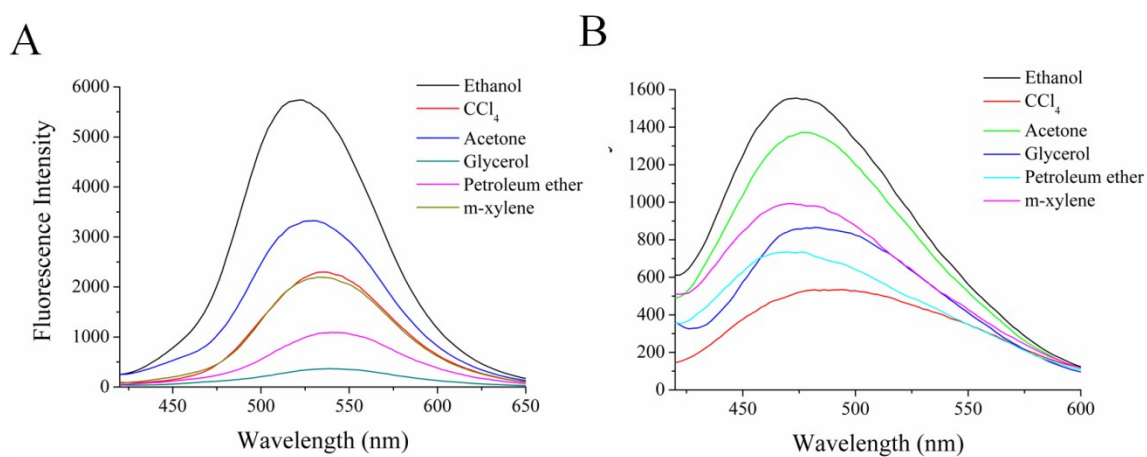 A
6000
5000
4000
3000
2000
1000
0
Fluorescence Intensity
450
500
550
600
650
Wavelength (nm)
Ethanol
CCl₄
Acetone
Glycerol
Petroleum ether
m-xylene
B
1600
1400
1200
1000
800
600
400
200
0
450
500
550
600
Wavelength (nm)
Ethanol
CCl₄
Acetone
Glycerol
Petroleum ether
m-xylene